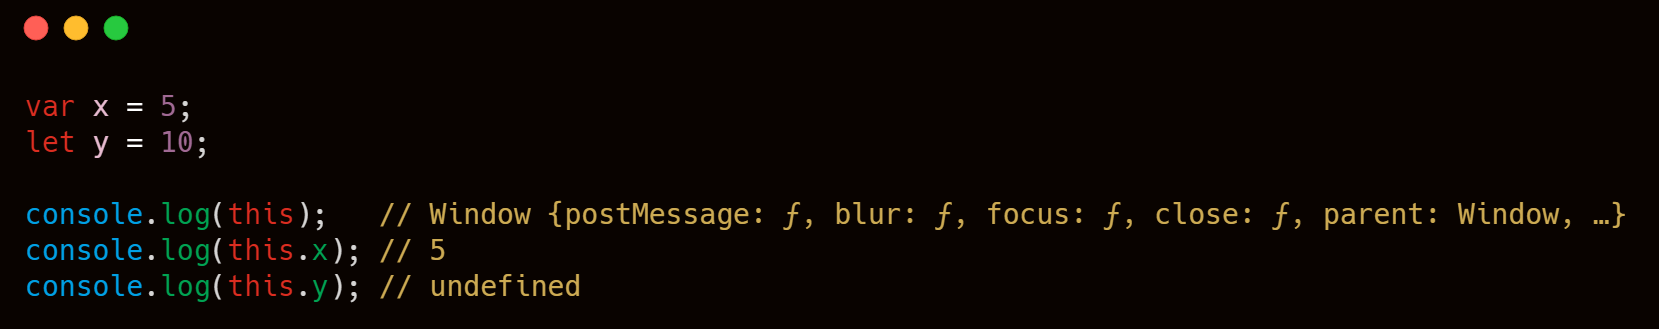 var x = 5;
let y = 10;
console.log(this);   // Window {postMessage: ƒ, blur: ƒ, focus: ƒ, close: ƒ, parent: Window, …}
console.log(this.x); // 5
console.log(this.y); // undefined